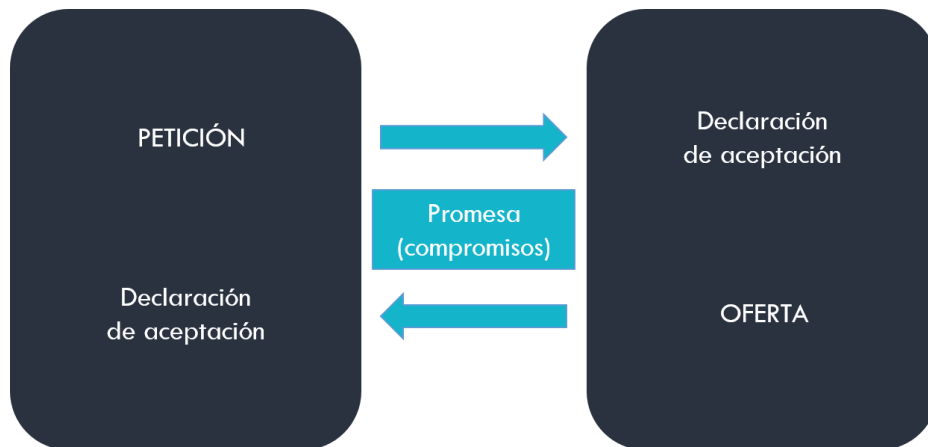 PETICIÓN
Declaración
de aceptación
Promesa
(compromisos)
Declaración
de aceptación
OFERTA